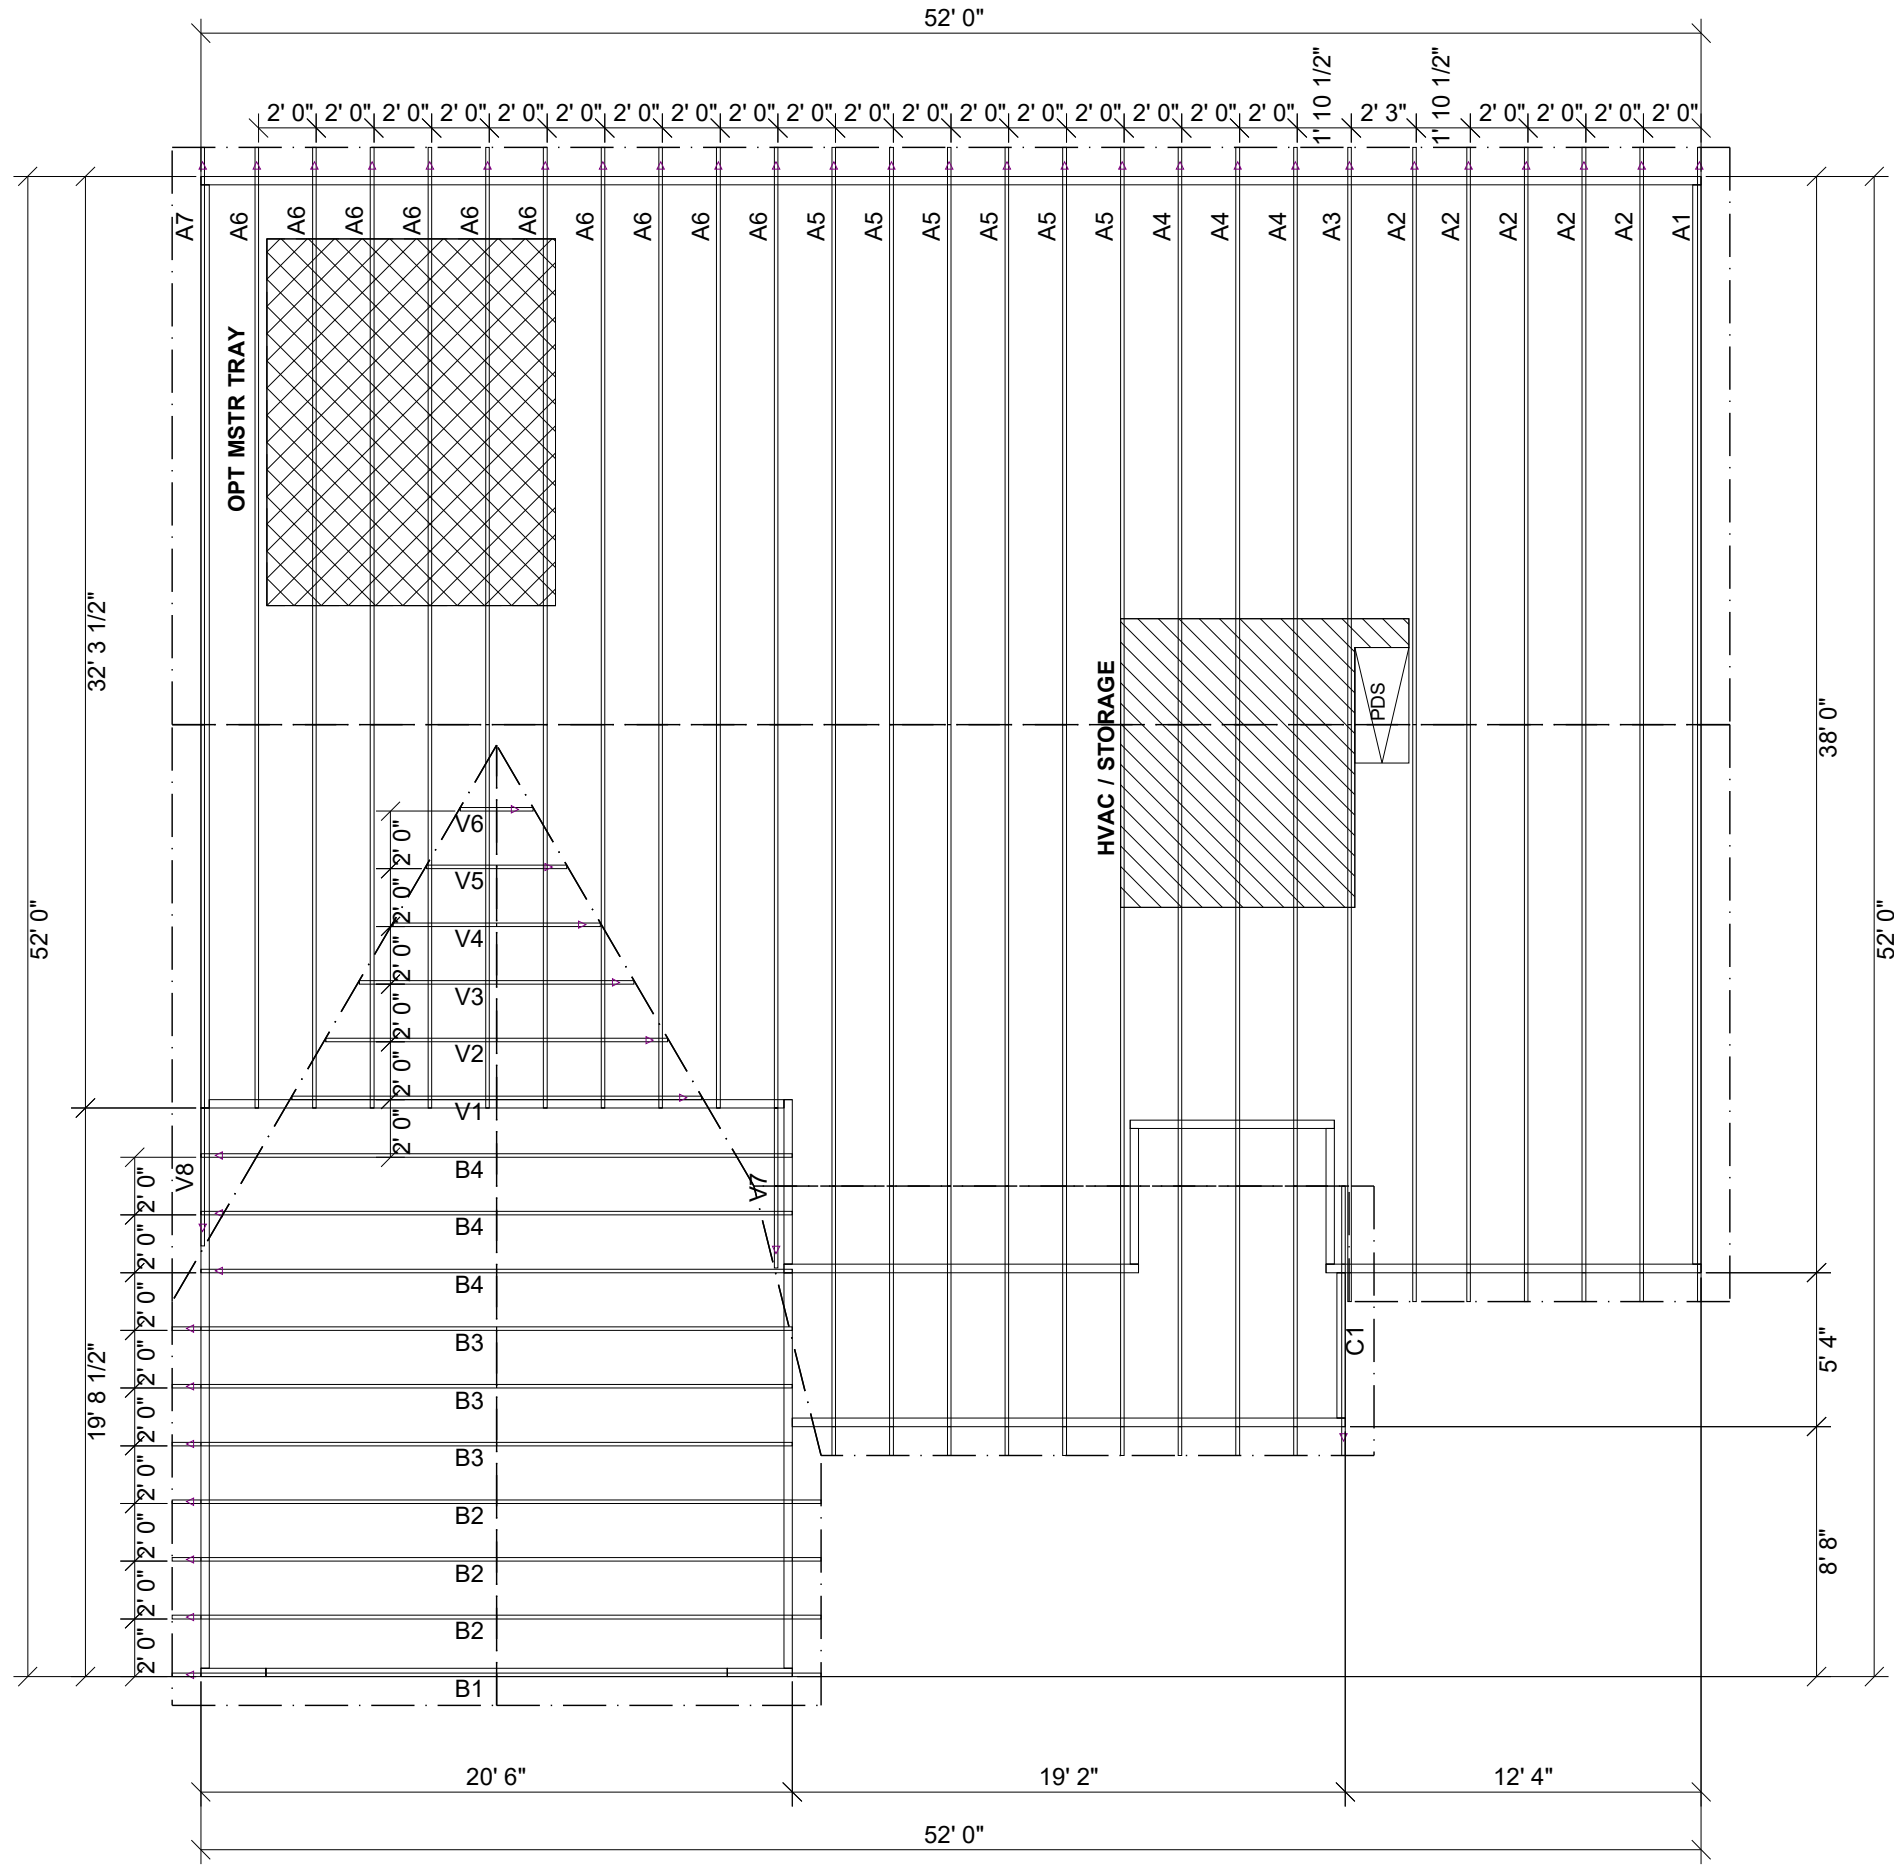 52' 0"
2' 0" 2' 0" 2' 0" 2' 0" 2' 0" 2' 0" 2' 0" 2' 0" 2' 0" 2' 0" 2' 0" 2' 0" 2' 0" 2' 0" 2' 0" 2' 0" 2' 0" 2' 0" 1' 10 1/2" 2' 3" 1' 10 1/2" 2' 0" 2' 0" 2' 0" 2' 0"
A7 A6 A6 A6 A6 A6 A6 A6 A6 A6 A6 A5 A5 A5 A5 A5 A5 A4 A4 A4 A3 A2 A2 A2 A2 A2 A1
OPT MSTR TRAY
32' 3 1/2"
HVAC / STORAGE
PDS
38' 0"
52' 0"
52' 0"
V6
2' 0"
V5
2' 0"
V4
2' 0"
V3
2' 0"
V2
2' 0"
V1
2' 0"
V8
V7
B4
2' 0"
B4
2' 0"
B4
2' 0"
B3
2' 0"
B3
2' 0"
B3
2' 0"
B2
2' 0"
B2
2' 0"
B2
2' 0"
B1
19' 8 1/2"
C1
5' 4"
8' 8"
20' 6"
19' 2"
12' 4"
52' 0"